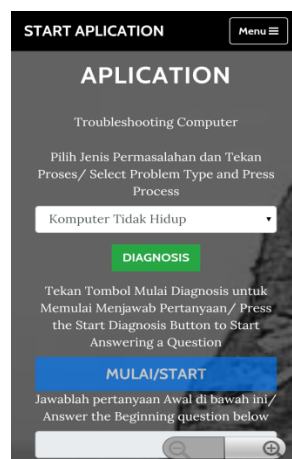 START APLICATION
Menu
APLICATION
Troubleshooting Computer
Pilih Jenis Permasalahan dan Tekan
Proses/ Select Problem Type and Press
Process
Komputer Tidak Hidup
DIAGNOSIS
Tekan Tombol Mulai Diagnosis untuk
Memulai Menjawab Pertanyaan/ Press
the Start Diagnosis Button to Start
Answering a Question
MULAI/START
Jawablah pertanyaan Awal di bawah ini/
Answer the Beginning question below